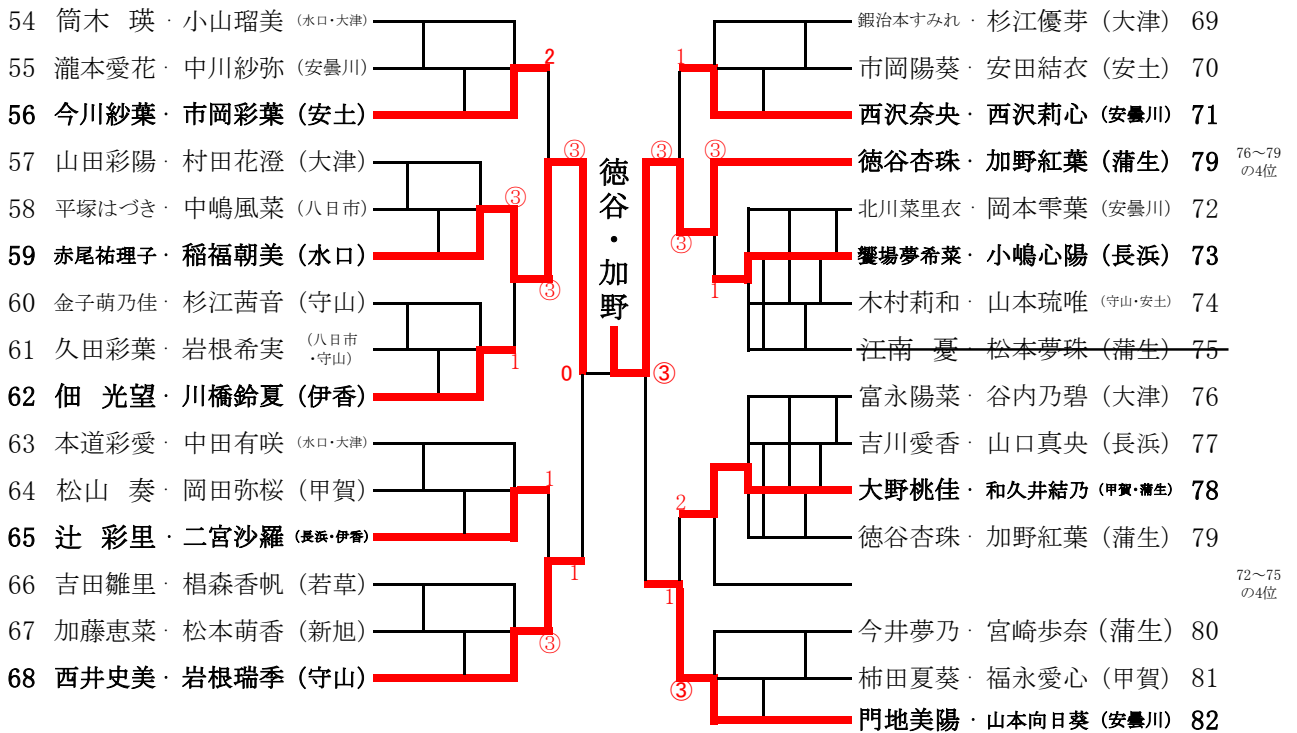 54 筒木 瑛 · 小山瑠美 (水口・大津)
55 瀧本愛花 · 中川紗弥 (安曇川)
56 今川紗葉 · 市岡彩葉 (安土)
57 山田彩陽 · 村田花澄 (大津)
58 平塚はづき · 中嶋風菜 (八日市)
59 赤尾祐理子 · 稲福朝美 (水口)
60 金子萌乃佳 · 杉江茜音 (守山)
61 久田彩葉 · 岩根希実 (八日市・守山)
62 佃 光望 · 川橋鈴夏 (伊香)
63 本道彩愛 · 中田有咲 (水口・大津)
64 松山 奏 · 岡田弥桜 (甲賀)
65 辻 彩里 · 二宮沙羅 (長浜・伊香)
66 吉田雛里 · 椙森香帆 (若草)
67 加藤恵菜 · 松本萌香 (新旭)
68 西井史美 · 岩根瑞季 (守山)
2
③
③
1
③
1
③
1
0
③
徳谷・加野
1
③
③
③
1
2
1
③
鍜治本すみれ · 杉江優芽 (大津) 69
市岡陽葵 · 安田結衣 (安土) 70
西沢奈央 · 西沢莉心 (安曇川) 71
徳谷杏珠 · 加野紅葉 (蒲生) 79
76～79
の4位
北川菜里衣 · 岡本雫葉 (安曇川) 72
饗場夢希菜 · 小嶋心陽 (長浜) 73
木村莉和 · 山本琉唯 (守山・安土) 74
江南 憂 · 松本夢珠 (蒲生) 75
富永陽菜 · 谷内乃碧 (大津) 76
吉川愛香 · 山口真央 (長浜) 77
大野桃佳 · 和久井結乃 (甲賀・蒲生) 78
徳谷杏珠 · 加野紅葉 (蒲生) 79
72～75
の4位
今井夢乃 · 宮崎歩奈 (蒲生) 80
柿田夏葵 · 福永愛心 (甲賀) 81
門地美陽 · 山本向日葵 (安曇川) 82